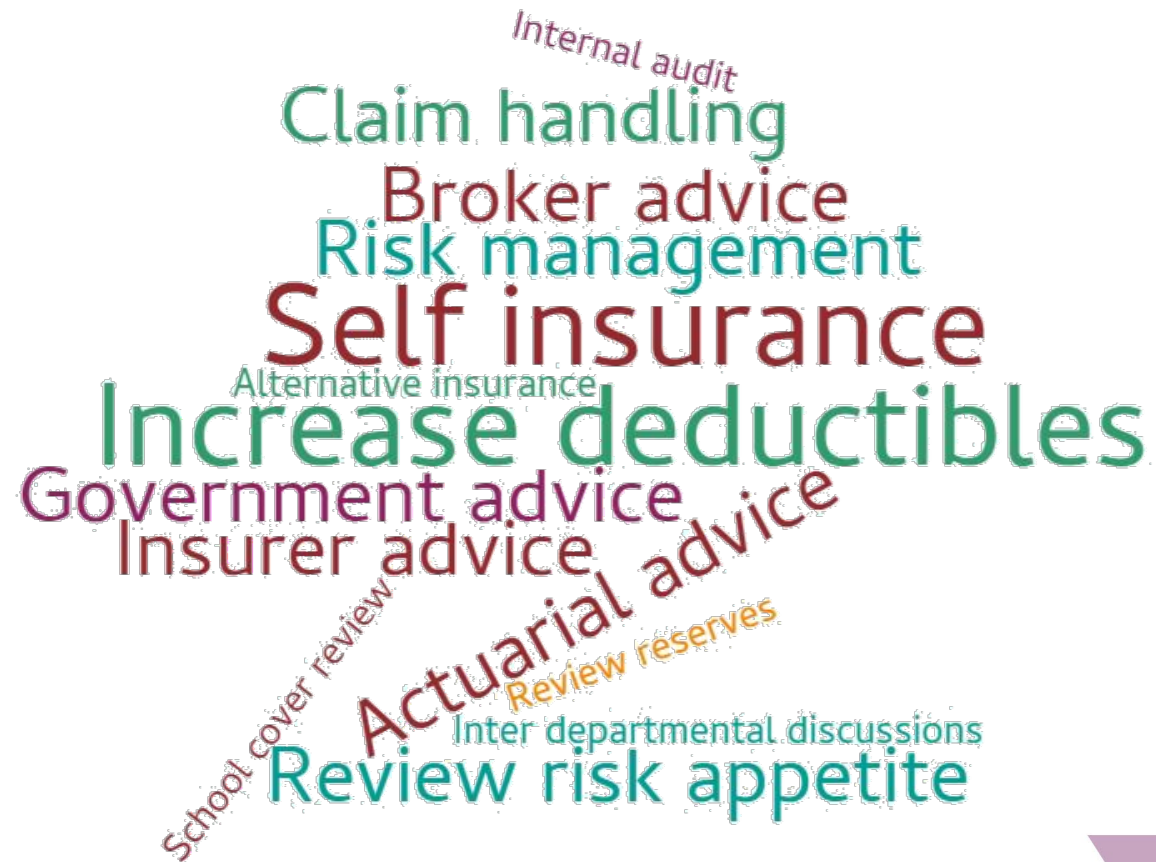 Internal audit
Claim handling
Broker advice
Risk management
Self insurance
Alternative insurance
Increase deductibles
Government advice
Insurer advice
Actuarial advice
School cover review
Review reserves
Inter departmental discussions
Review risk appetite